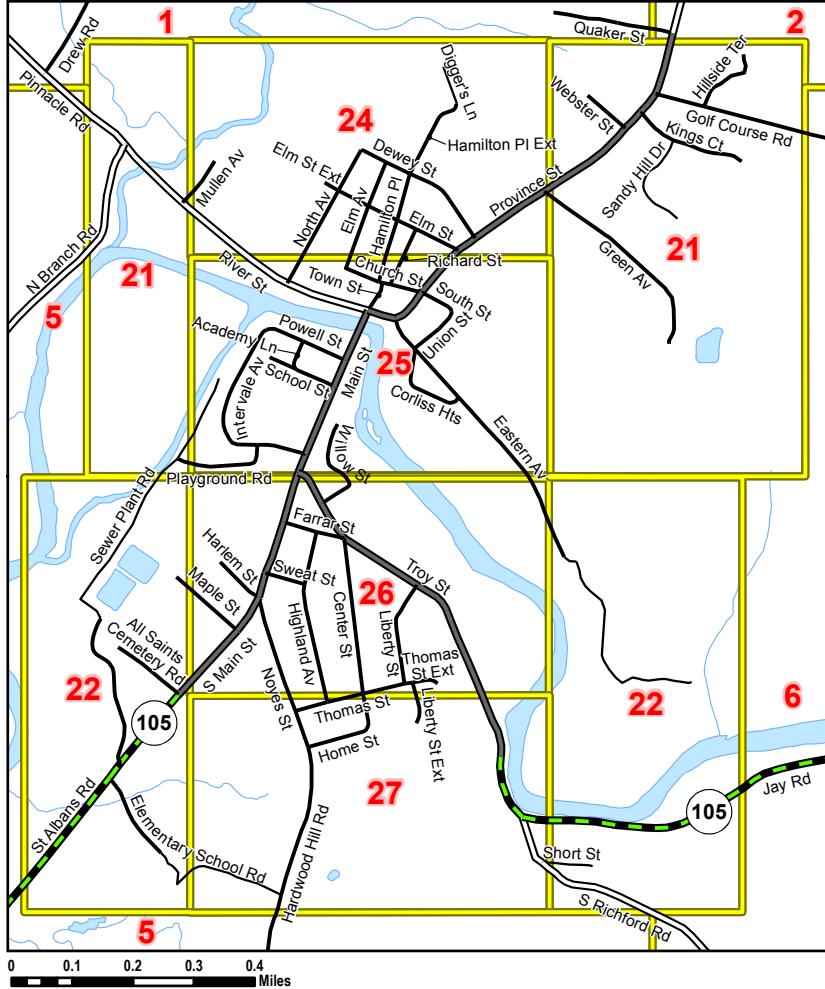 1
2
Quaker St
Drew Rd
Pinnacle Rd
Digger's Ln
Hillside Ter
Webster St
24
Golf Course Rd
Hamilton Pl Ext
Kings Ct
Dewey St
Elm St Ext
Mullen Av
Sandy Hill Dr
Province St
North Av
Elm Av
Hamilton Pl
Elm St
N Branch Rd
21
River St
Church St
Richard St
Green Av
21
Town St
South St
5
Powell St
Academy Ln
Union St
25
School St
Main St
Intervale Av
Corliss Hts
Eastern Av
Willow St
Playground Rd
Sewer Plant Rd
Farrar St
Harlem St
Sweat St
Troy St
Maple St
26
Highland Av
Center St
Liberty St
All Saints
Cemetery Rd
S Main St
Thomas
St Ext
22
Noyes St
22
6
Thomas St
Liberty St Ext
105
Home St
27
Jay Rd
105
St Albans Rd
Elementary School Rd
Hardwood Hill Rd
Short St
S Richford Rd
5
0 0.1 0.2 0.3 0.4
Miles